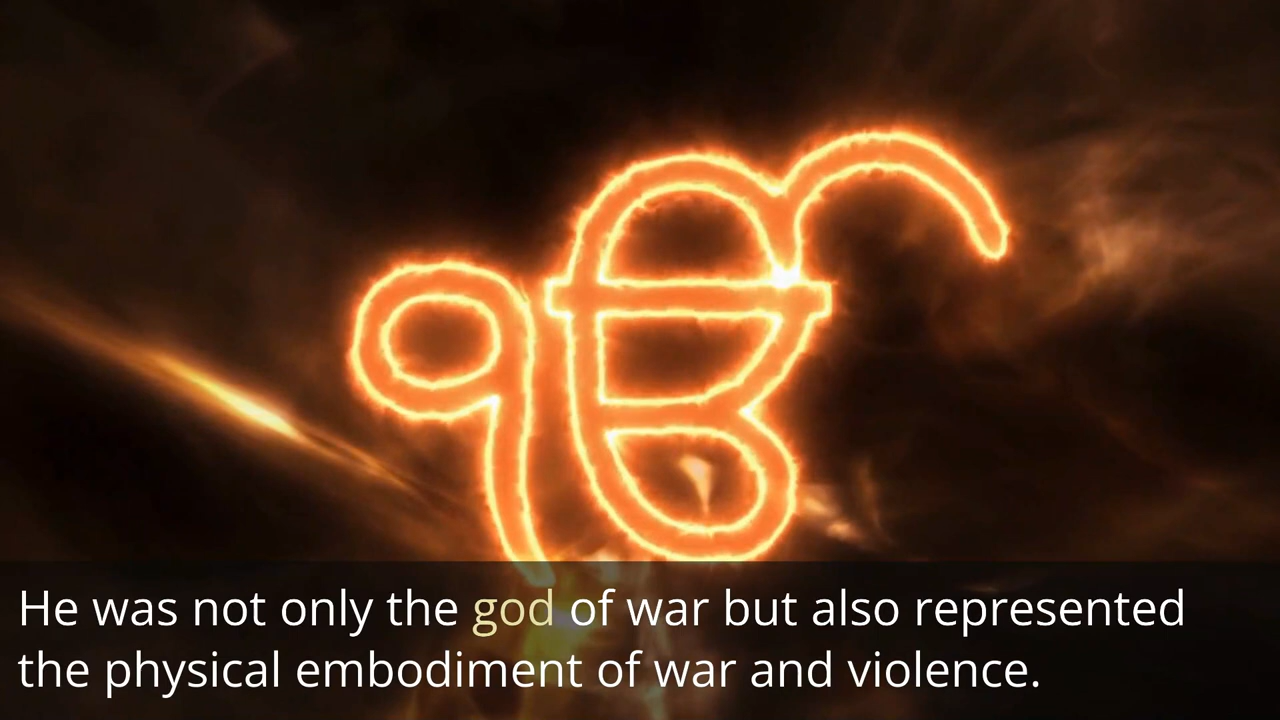 ੴ
He was not only the god of war but also represented
the physical embodiment of war and violence.